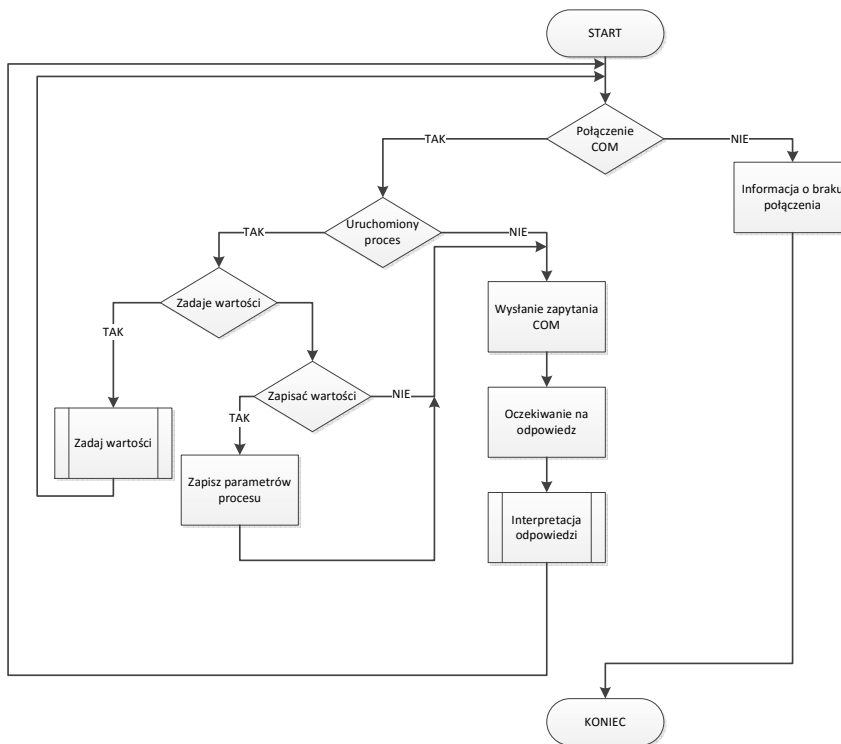 START
Połączenie
COM
TAK
NIE
Informacja o braku
połączenia
Uruchomiony
proces
TAK
NIE
Zadaje wartości
TAK
Wysłanie zapytania
COM
Zapisać wartości
TAK
NIE
Zadaj wartości
Oczekiwanie na
odpowiedz
Zapisz parametrów
procesu
Interpretacja
odpowiedzi
KONIEC